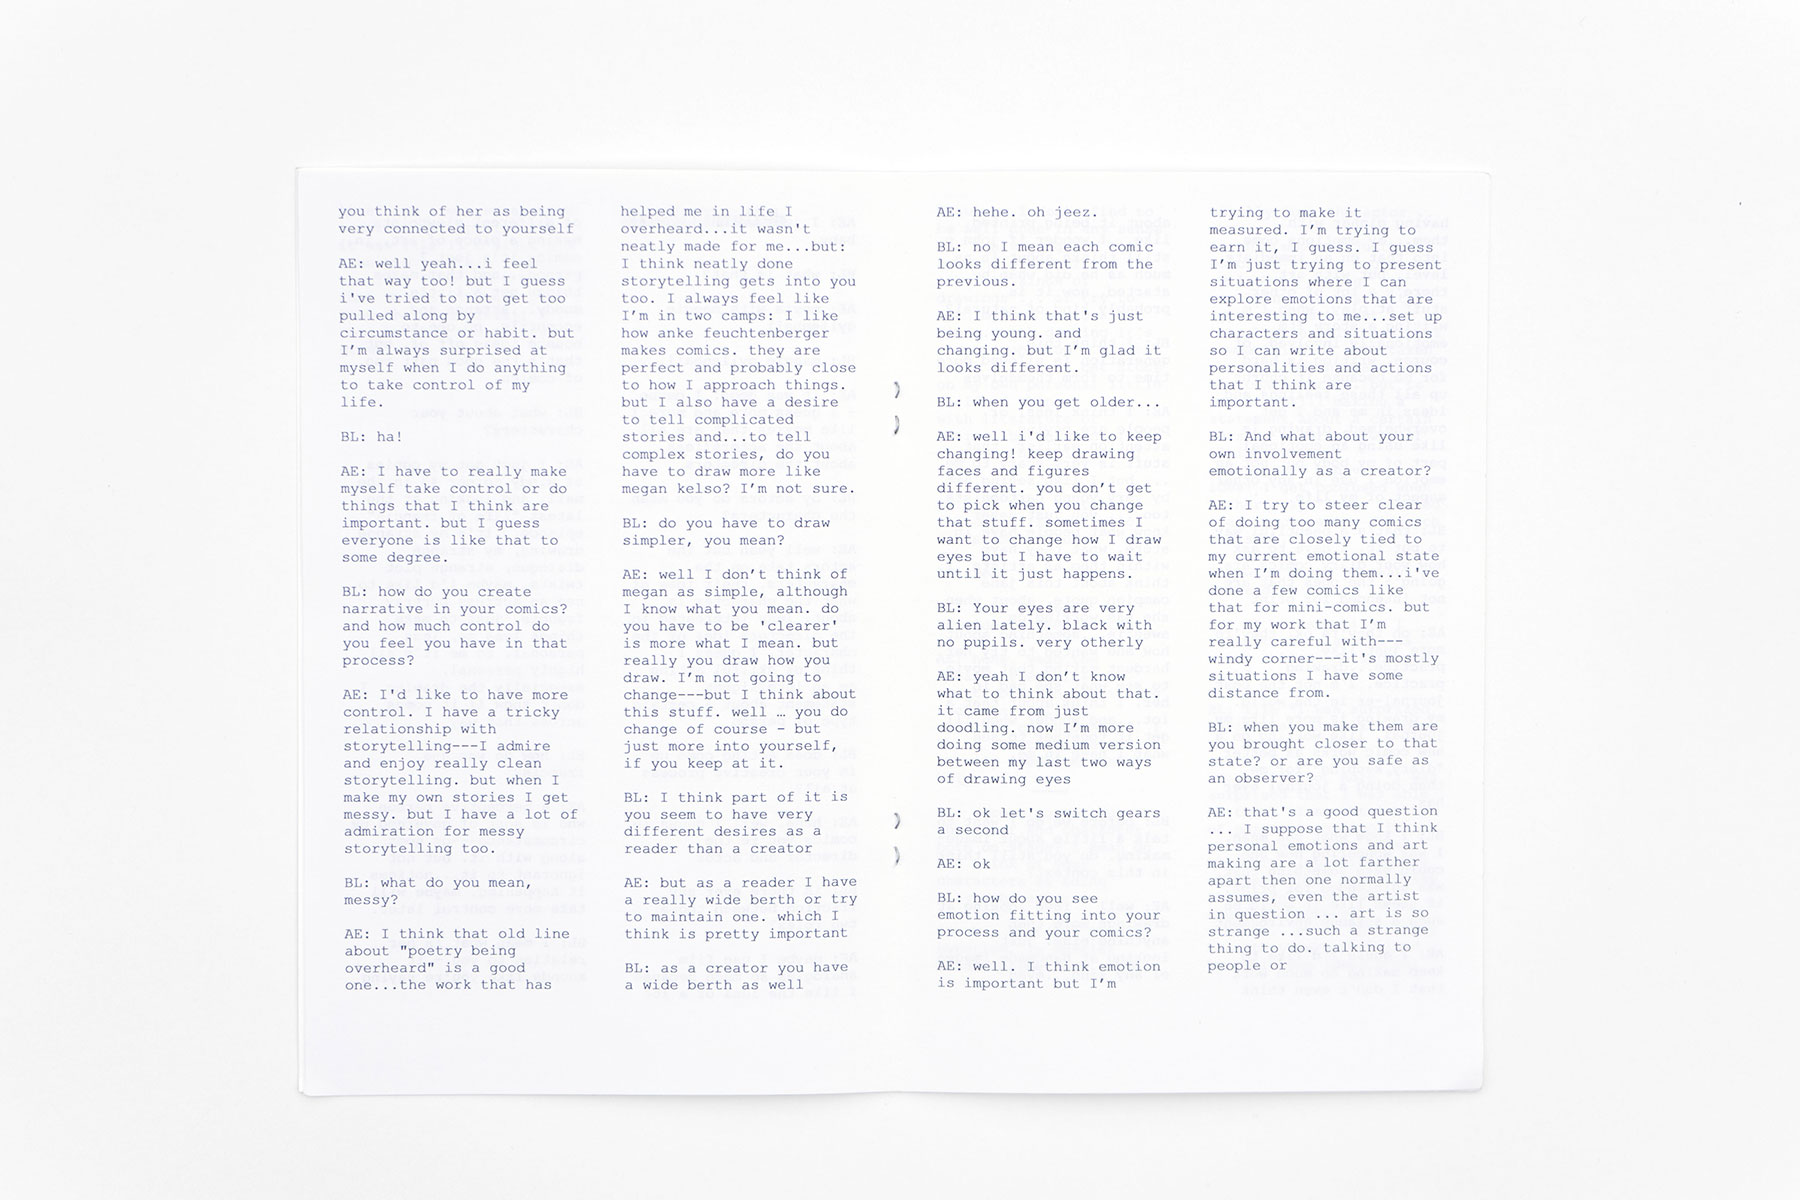 you think of her as being
very connected to yourself
AE: well yeah...i feel
that way too! but I guess
i've tried to not get too
pulled along by
circumstance or habit. but
I’m always surprised at
myself when I do anything
to take control of my
life.
BL: ha!
AE: I have to really make
myself take control or do
things that I think are
important. but I guess
everyone is like that to
some degree.
BL: how do you create
narrative in your comics?
and how much control do
you feel you have in that
process?
AE: I'd like to have more
control. I have a tricky
relationship with
storytelling---I admire
and enjoy really clean
storytelling. but when I
make my own stories I get
messy. but I have a lot of
admiration for messy
storytelling too.
BL: what do you mean,
messy?
AE: I think that old line
about "poetry being
overheard" is a good
one...the work that has
helped me in life I
overheard...it wasn't
neatly made for me...but:
I think neatly done
storytelling gets into you
too. I always feel like
I’m in two camps: I like
how anke feuchtenberger
makes comics. they are
perfect and probably close
to how I approach things.
but I also have a desire
to tell complicated
stories and...to tell
complex stories, do you
have to draw more like
megan kelso? I’m not sure.
BL: do you have to draw
simpler, you mean?
AE: well I don’t think of
megan as simple, although
I know what you mean. do
you have to be 'clearer'
is more what I mean. but
really you draw how you
draw. I’m not going to
change---but I think about
this stuff. well … you do
change of course – but
just more into yourself,
if you keep at it.
BL: I think part of it is
you seem to have very
different desires as a
reader than a creator
AE: but as a reader I have
a really wide berth or try
to maintain one. which I
think is pretty important
BL: as a creator you have
a wide berth as well
AE: hehe. oh jeez.
BL: no I mean each comic
looks different from the
previous.
AE: I think that's just
being young. and
changing. but I’m glad it
looks different.
BL: when you get older...
AE: well i'd like to keep
changing! keep drawing
faces and figures
different. you don’t get
to pick when you change
that stuff. sometimes I
want to change how I draw
eyes but I have to wait
until it just happens.
BL: Your eyes are very
alien lately. black with
no pupils. very otherly
AE: yeah I don’t know
what to think about that.
it came from just
doodling. now I’m more
doing some medium version
between my last two ways
of drawing eyes
BL: ok let's switch gears
a second
AE: ok
BL: how do you see
emotion fitting into your
process and your comics?
AE: well. I think emotion
is important but I’m
trying to make it
measured. I’m trying to
earn it, I guess. I guess
I’m just trying to present
situations where I can
explore emotions that are
interesting to me...set up
characters and situations
so I can write about
personalities and actions
that I think are
important.
BL: And what about your
own involvement
emotionally as a creator?
AE: I try to steer clear
of doing too many comics
that are closely tied to
my current emotional state
when I’m doing them...i've
done a few comics like
that for mini-comics. but
for my work that I’m
really careful with---
windy corner---it's mostly
situations I have some
distance from.
BL: when you make them are
you brought closer to that
state? or are you safe as
an observer?
AE: that's a good question
... I suppose that I think
personal emotions and art
making are a lot farther
apart then one normally
assumes, even the artist
in question ... art is so
strange ...such a strange
thing to do. talking to
people or